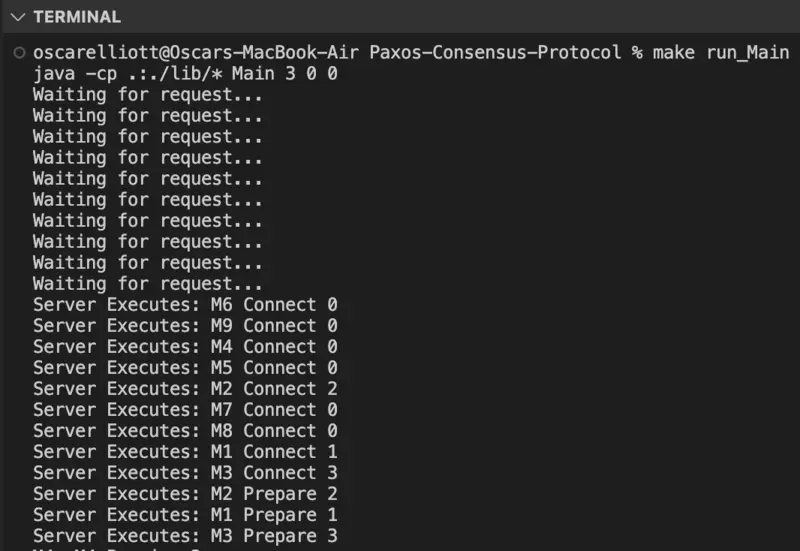 TERMINAL
oscarelliott@Oscars-MacBook-Air Paxos-Consensus-Protocol % make run_Main
java -cp .:./lib/* Main 3 0 0
Waiting for request...
Waiting for request...
Waiting for request...
Waiting for request...
Waiting for request...
Waiting for request...
Waiting for request...
Waiting for request...
Waiting for request...
Waiting for request...
Server Executes: M6 Connect 0
Server Executes: M9 Connect 0
Server Executes: M4 Connect 0
Server Executes: M5 Connect 0
Server Executes: M2 Connect 2
Server Executes: M7 Connect 0
Server Executes: M8 Connect 0
Server Executes: M1 Connect 1
Server Executes: M3 Connect 3
Server Executes: M2 Prepare 2
Server Executes: M1 Prepare 1
Server Executes: M3 Prepare 3